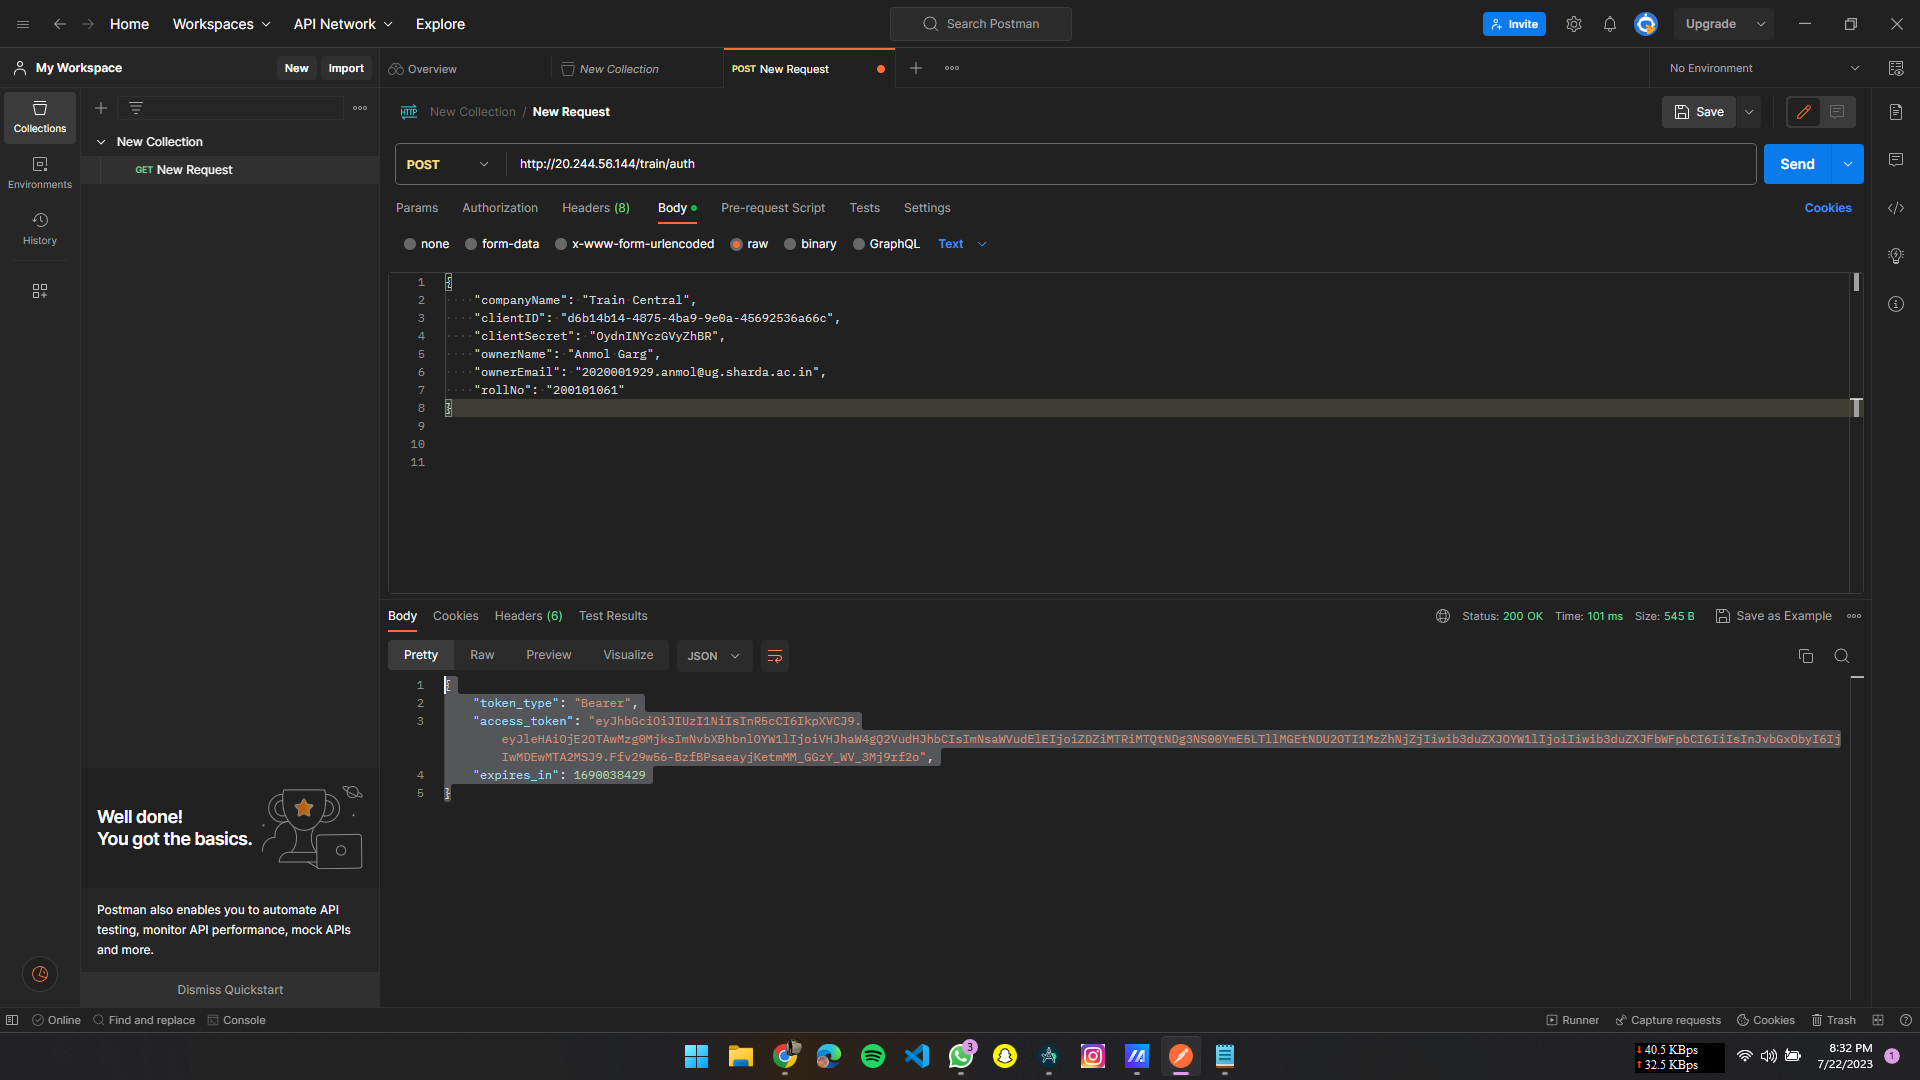 Home
Workspaces
API Network
Explore
Search Postman
Invite
Upgrade
My Workspace
New
Import
Overview
New Collection
POST New Request
No Environment
Collections
Environments
History
New Collection
GET New Request
New Collection / New Request
Save
POST
http://20.244.56.144/train/auth
Send
Params
Authorization
Headers (8)
Body
Pre-request Script
Tests
Settings
Cookies
none
form-data
x-www-form-urlencoded
raw
binary
GraphQL
Text
1 {
2 "companyName": "Train Central",
3 "clientID": "d6b14b14-4875-4ba9-9e0a-45692536a66c",
4 "clientSecret": "OydnINYczGVyZhBR",
5 "ownerName": "Anmol Garg",
6 "ownerEmail": "2020001929.anmol@ug.sharda.ac.in",
7 "rollNo": "200101061"
8 }
9
10
11
Body
Cookies
Headers (6)
Test Results
Status: 200 OK
Time: 101 ms
Size: 545 B
Save as Example
Pretty
Raw
Preview
Visualize
JSON
1 {
2 "token_type": "Bearer",
3 "access_token": "eyJhbGciOiJIUzI1NiIsInR5cCI6IkpXVCJ9.
4 "expires_in": 1690038429
5 }
Well done!
You got the basics.
Postman also enables you to automate API
testing, monitor API performance, mock APIs
and more.
Dismiss Quickstart
Online
Find and replace
Console
Runner
Capture requests
Cookies
Trash
3
40.5 KBps
32.5 KBps
8:32 PM
7/22/2023
1